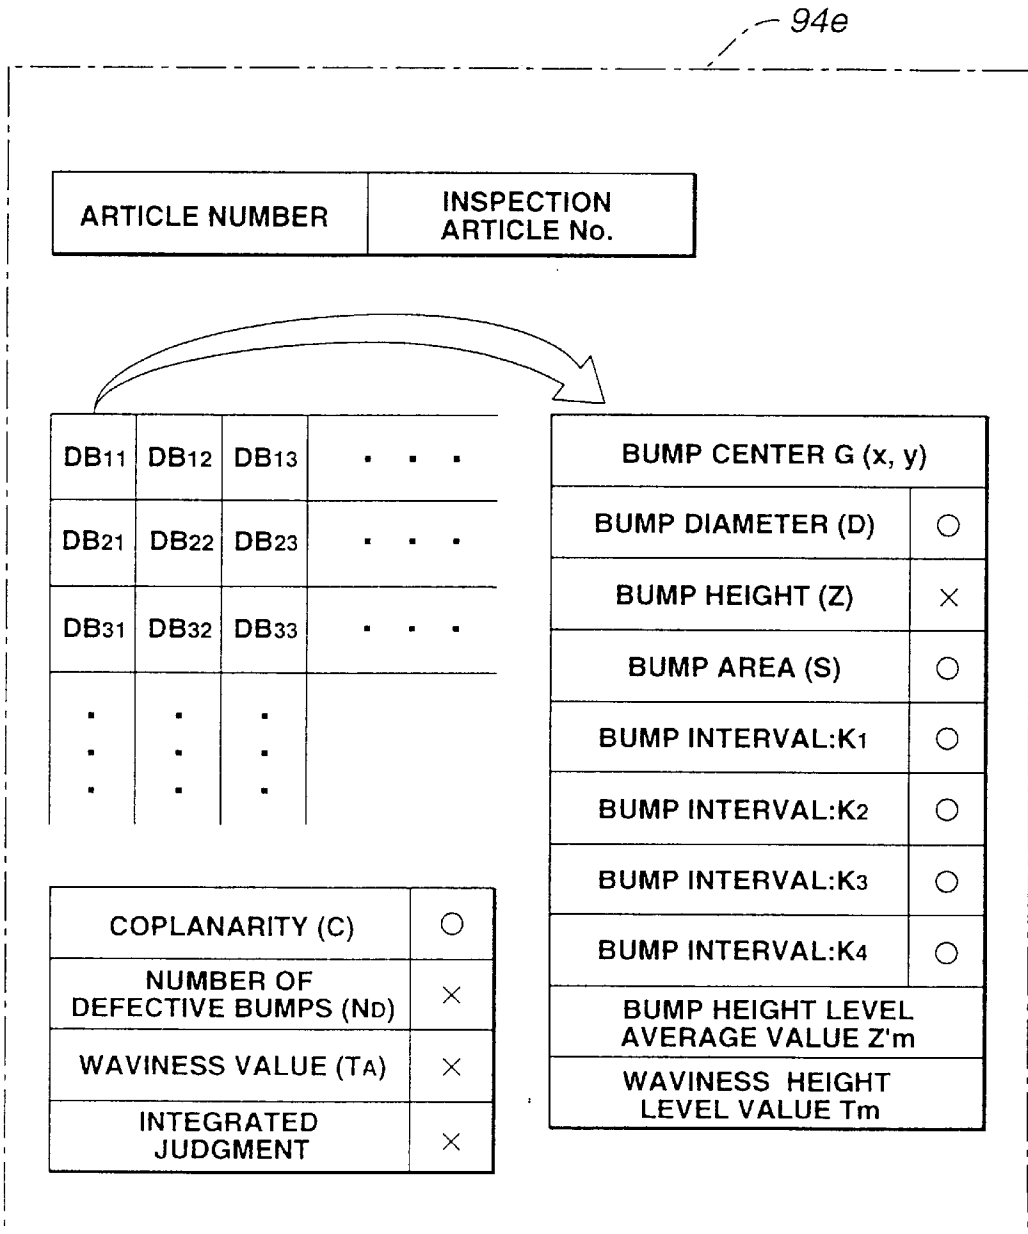 94e
ARTICLE NUMBER
INSPECTION
ARTICLE No.
DB11 DB12 DB13 . . .
DB21 DB22 DB23 . . .
DB31 DB32 DB33 . . .
. . .
. . .
. . .
COPLANARITY (C) ○
NUMBER OF
DEFECTIVE BUMPS (ND) ×
WAVINESS VALUE (TA) ×
INTEGRATED
JUDGMENT ×
BUMP CENTER G (x, y)
BUMP DIAMETER (D) ○
BUMP HEIGHT (Z) ×
BUMP AREA (S) ○
BUMP INTERVAL:K1 ○
BUMP INTERVAL:K2 ○
BUMP INTERVAL:K3 ○
BUMP INTERVAL:K4 ○
BUMP HEIGHT LEVEL
AVERAGE VALUE Z'm
WAVINESS HEIGHT
LEVEL VALUE Tm